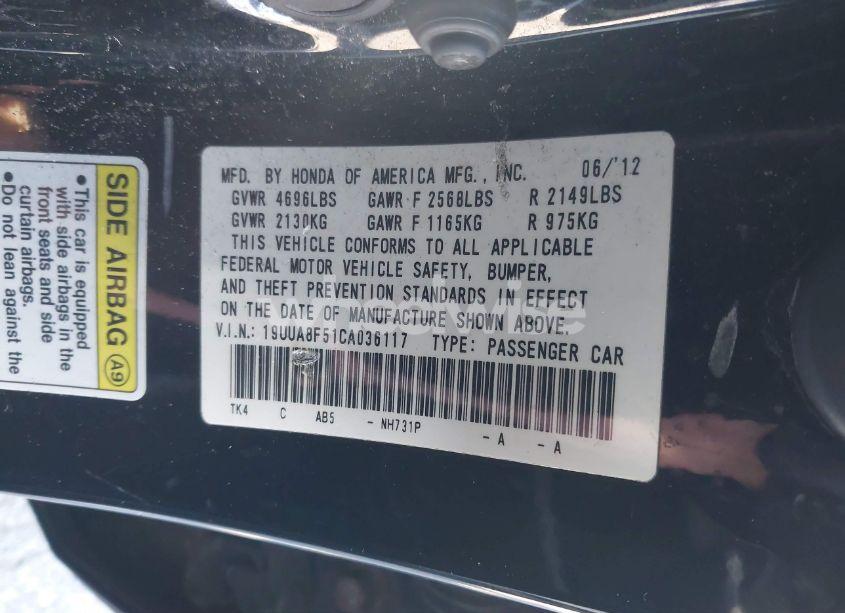 MFD. BY HONDA OF AMERICA MFG., INC. 06/'12
GVWR 4696LBS GAWR F 2568LBS R 2149LBS
GVWR 2130KG GAWR F 1165KG R 975KG
THIS VEHICLE CONFORMS TO ALL APPLICABLE
FEDERAL MOTOR VEHICLE SAFETY, BUMPER,
AND THEFT PREVENTION STANDARDS IN EFFECT
ON THE DATE OF MANUFACTURE SHOWN ABOVE.
V.I.N.: 19UUA8F51CA036117 TYPE: PASSENGER CAR
TK4 C AB5 - NH731P - A - A
SIDE AIRBAG A9
•This car is equipped
with side airbags in the
front seats and side
curtain airbags.
•Do not lean against the